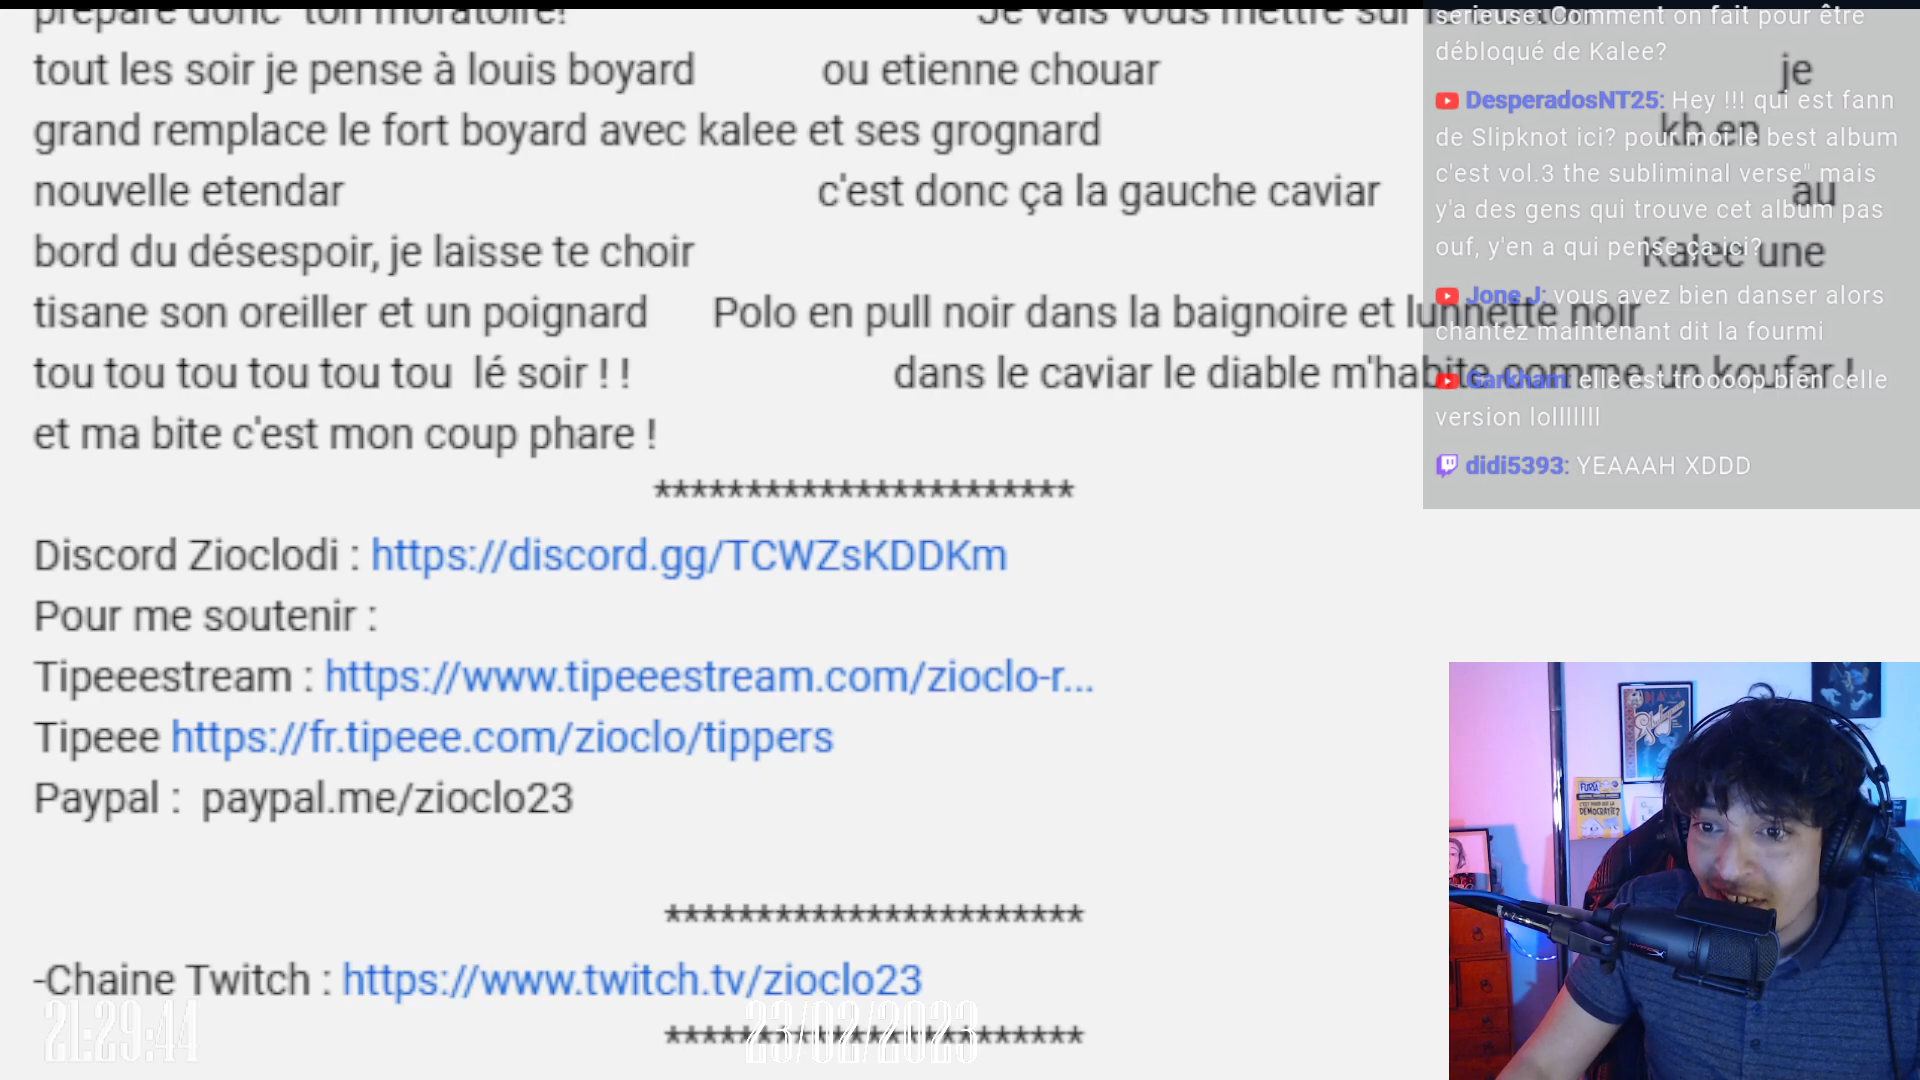 prépare donc ton moratoire! Je vais vous mettre sur
tout les soir je pense à louis boyard ou etienne chouar je
grand remplace le fort boyard avec kalee et ses grognard kb en
nouvelle etendar c'est donc ça la gauche caviar au
bord du désespoir, je laisse te choir Kalee une
tisane son oreiller et un poignard Polo en pull noir dans la baignoire et lunnette noir
tou tou tou tou tou tou lé soir ! ! dans le caviar le diable m'habite comme un koufar !
et ma bite c'est mon coup phare !
***********************
Discord Zioclodi : https://discord.gg/TCWZsKDDKm
Pour me soutenir :
Tipeeestream : https://www.tipeeestream.com/zioclo-r...
Tipeee https://fr.tipeee.com/zioclo/tippers
Paypal : paypal.me/zioclo23
***********************
-Chaine Twitch : https://www.twitch.tv/zioclo23
***********************
21:29:44
23/02/2023
serieuse: Comment on fait pour être
débloqué de Kalee?
DesperadosNT25: Hey !!! qui est fann
de Slipknot ici? pour moi le best album
c'est vol.3 the subliminal verse" mais
y'a des gens qui trouve cet album pas
ouf, y'en a qui pense ça ici?
Jone J: vous avez bien danser alors
chantez maintenant dit la fourmi
Garkham: elle est troooop bien celle
version lolllllll
didi5393: YEAAAH XDDD
FURIA
DEMOCRATIE?
HYPERX